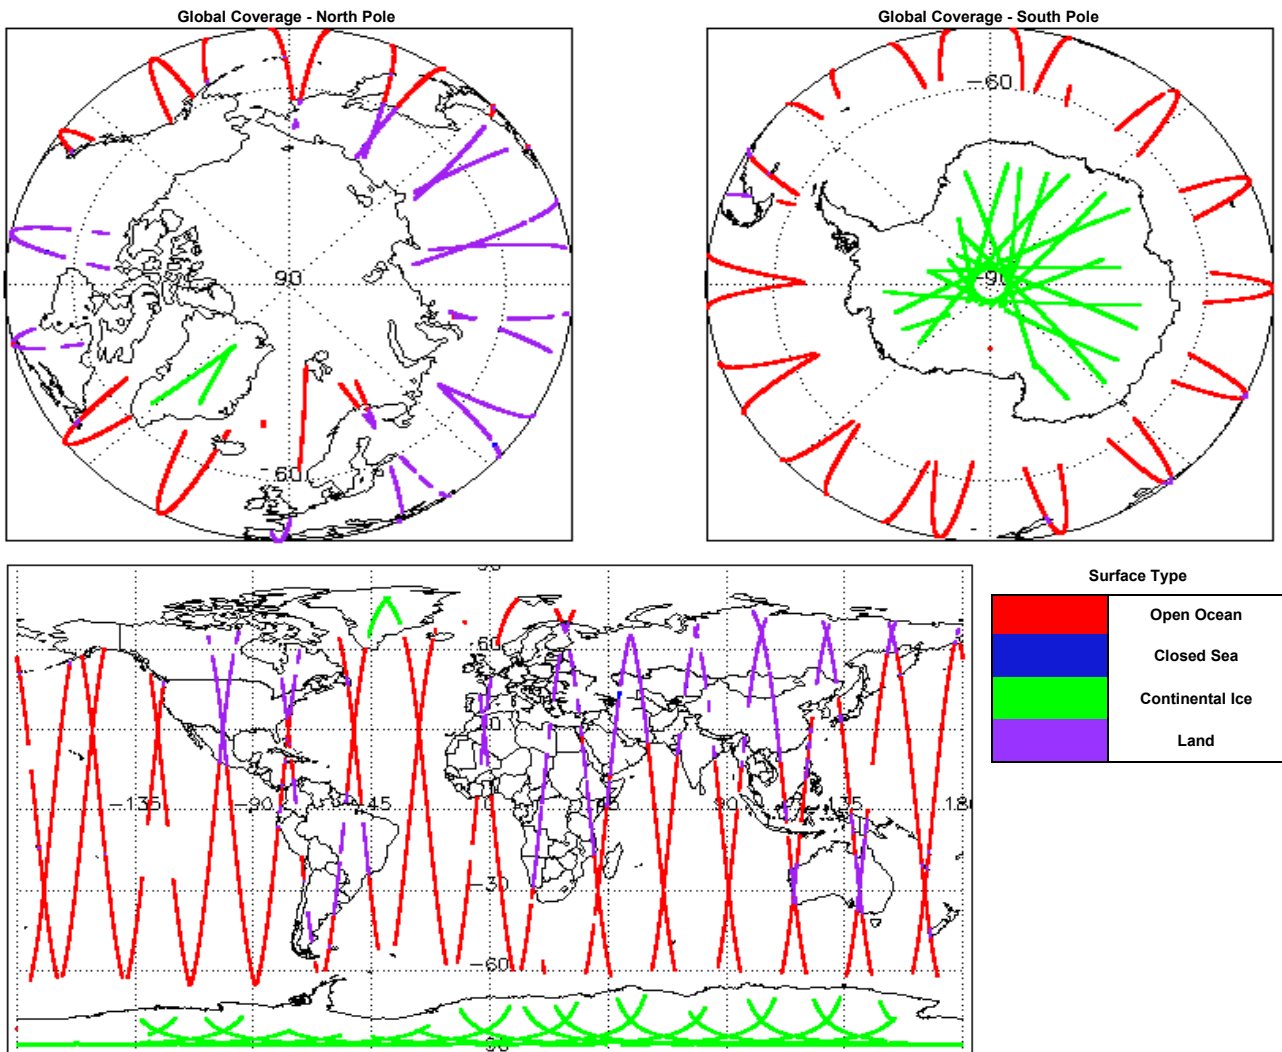 Global Coverage - North Pole
Global Coverage - South Pole
90
-60
-60
-90
-135 -90 -45 90 135 180
60
-30
-60
Surface Type
Open Ocean
Closed Sea
Continental Ice
Land